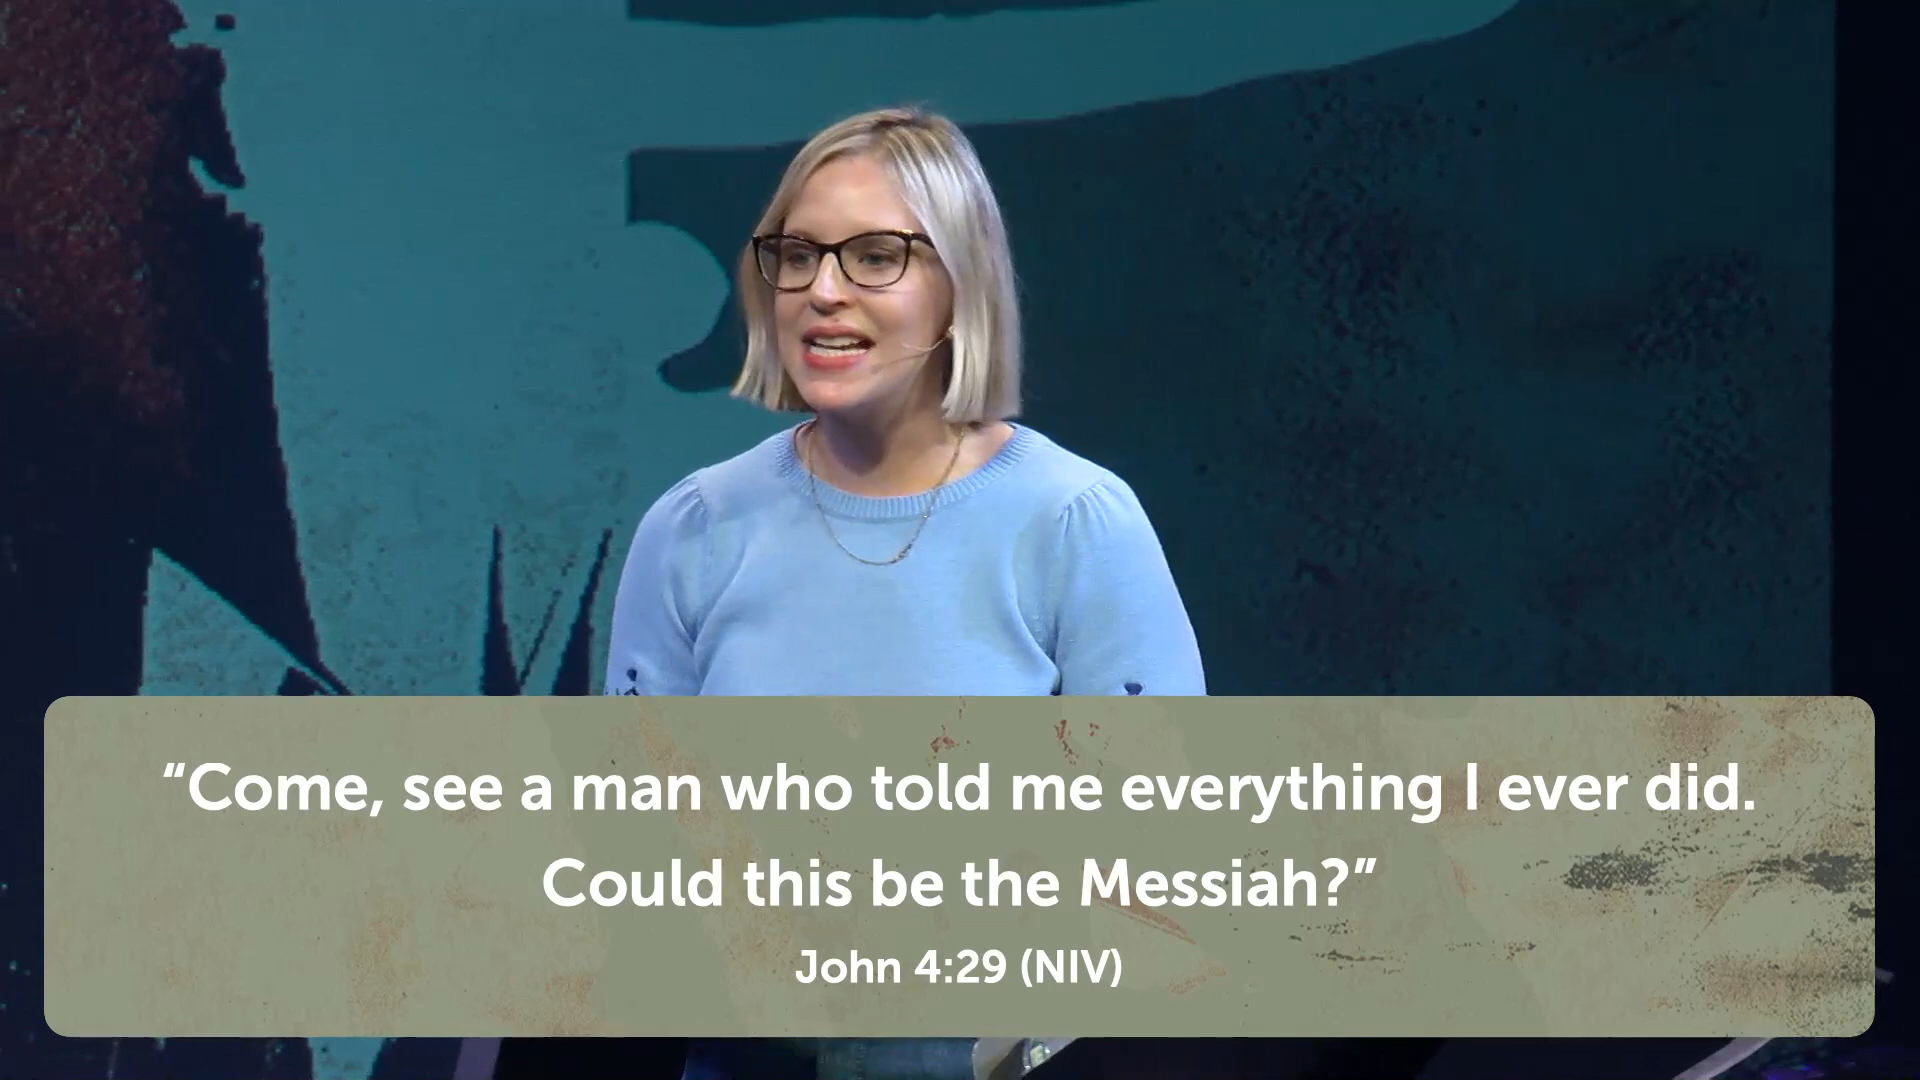 “Come, see a man who told me everything I ever did.
Could this be the Messiah?”
John 4:29 (NIV)